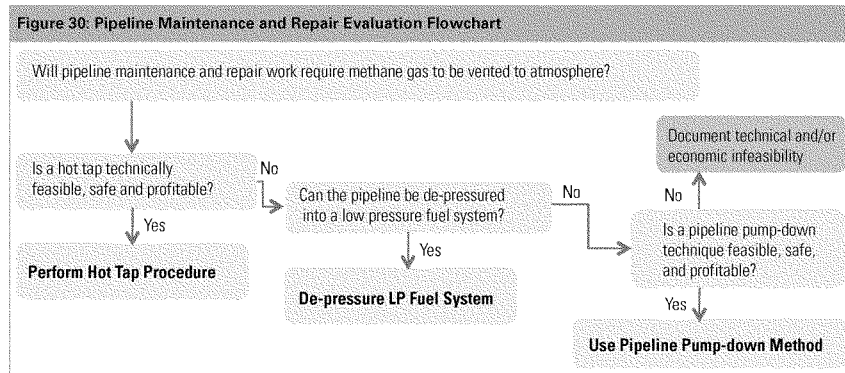 Figure 30: Pipeline Maintenance and Repair Evaluation Flowchart
Will pipeline maintenance and repair work require methane gas to be vented to atmosphere?
Is a hot tap technically
feasible, safe and profitable?
No
Yes
Perform Hot Tap Procedure
Can the pipeline be de-pressured
into a low pressure fuel system?
No
Yes
De-pressure LP Fuel System
Document technical and/or
economic infeasibility
No
Is a pipeline pump-down
technique feasible, safe,
and profitable?
Yes
Use Pipeline Pump-down Method